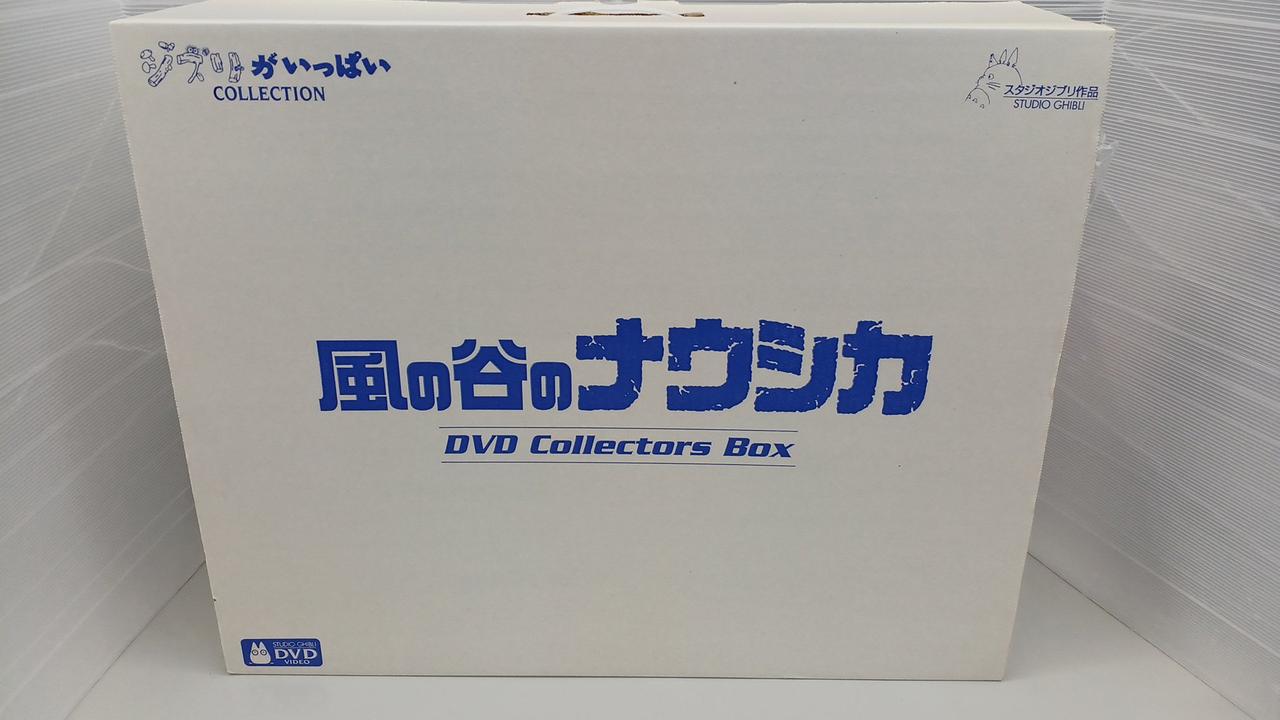 ジブリがいっぱい
COLLECTION
スタジオジブリ作品
STUDIO GHIBLI
風の谷のナウシカ
DVD Collectors Box
STUDIO GHIBLI
DVD
VIDEO